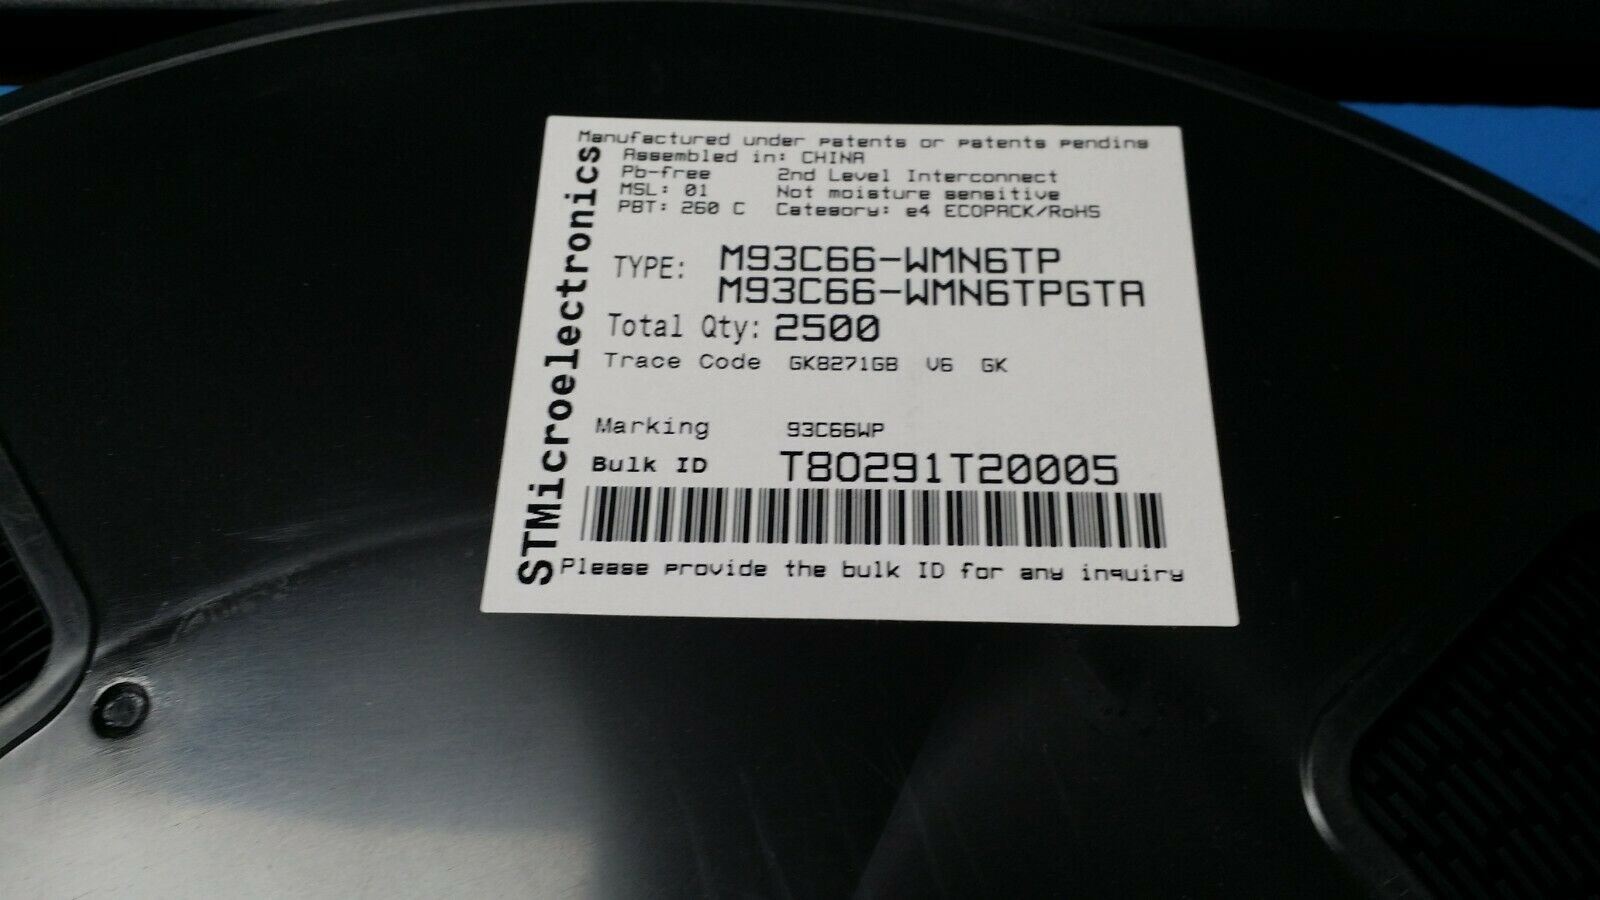 Manufactured under patents or patents pending
Assembled in: CHINA
Pb-free 2nd Level Interconnect
MSL: 01 Not moisture sensitive
PBT: 260 C Category: e4 ECOPACK/RoHS
TYPE: M93C66-WMN6TP
M93C66-WMN6TPGTA
Total Qty: 2500
Trace Code GK8271GB V6 GK
Marking 93C66WP
Bulk ID T80291T20005
Please provide the bulk ID for any inquiry
STMicroelectronics